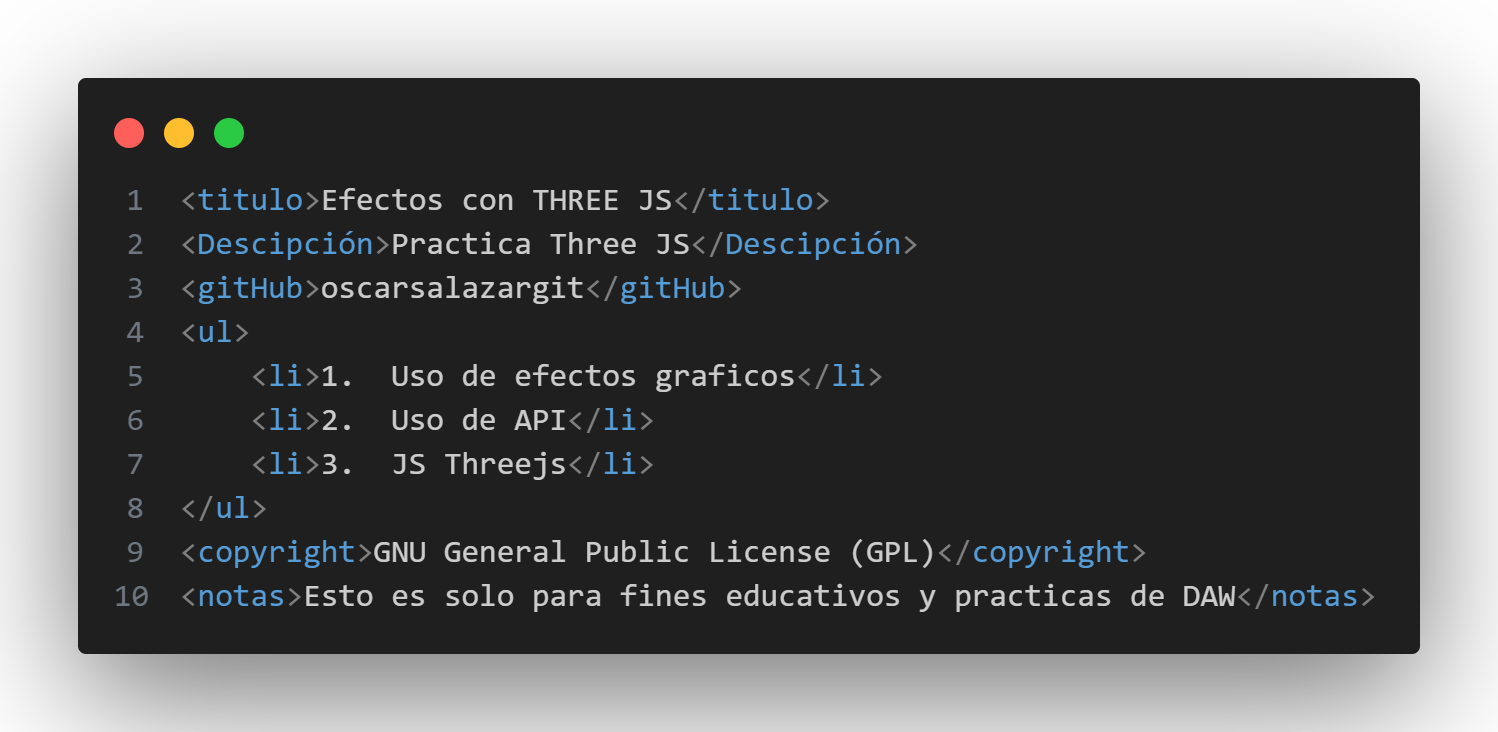 1 <titulo>Efectos con THREE JS</titulo>
2 <Descipción>Practica Three JS</Descipción>
3 <gitHub>oscarsalazargit</gitHub>
4 <ul>
5     <li>1.  Uso de efectos graficos</li>
6     <li>2.  Uso de API</li>
7     <li>3.  JS Threejs</li>
8 </ul>
9 <copyright>GNU General Public License (GPL)</copyright>
10 <notas>Esto es solo para fines educativos y practicas de DAW</notas>